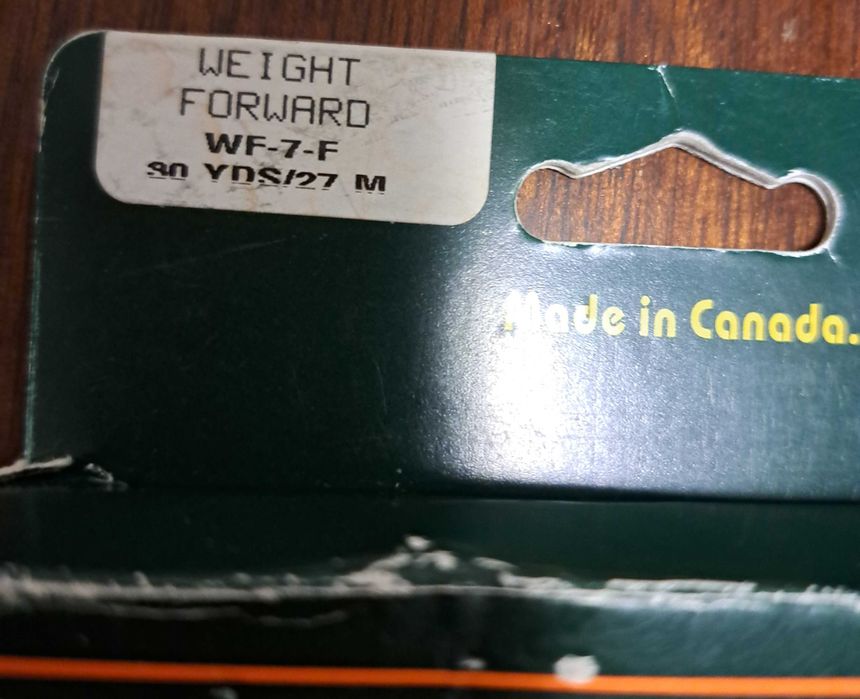 WEIGHT
FORWARD
WF-7-F
30 YDS/27 M
Made in Canada.